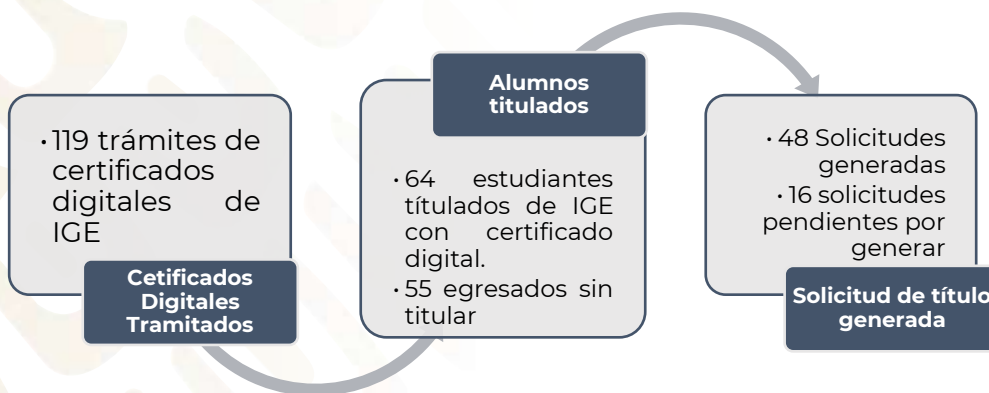 · 119 trámites de
certificados
digitales de
IGE
Cetificados
Digitales
Tramitados
Alumnos
titulados
· 64 estudiantes
títulados de IGE
con certificado
digital.
· 55 egresados sin
titular
· 48 Solicitudes
generadas
· 16 solicitudes
pendientes por
generar
Solicitud de título
generada